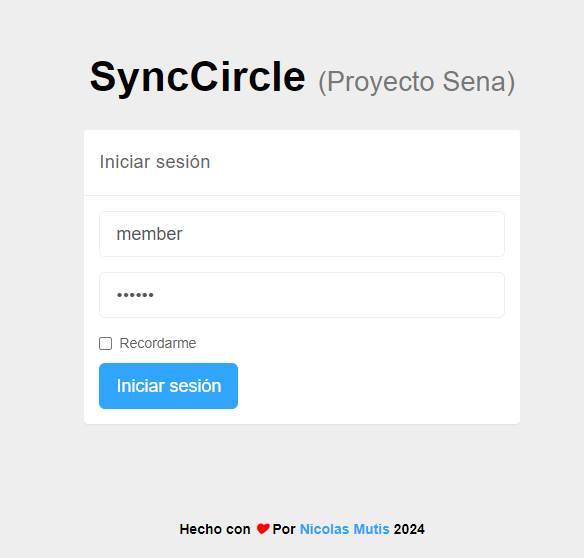 SyncCircle (Proyecto Sena)
Iniciar sesión
member
••••••
Recordarme
Iniciar sesión
Hecho con ❤ Por Nicolas Mutis 2024